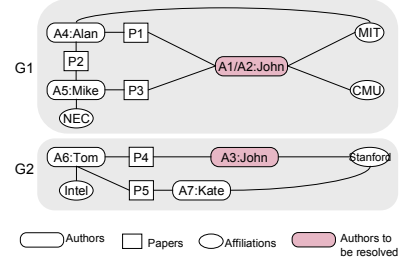 G1
A4:Alan
P1
MIT
P2
A1/A2:John
A5:Mike
P3
CMU
NEC
G2
A6:Tom
P4
A3:John
Stanford
Intel
P5
A7:Kate
Authors
Papers
Affiliations
Authors to
be resolved